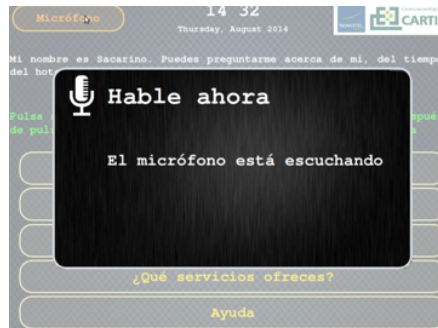 Micrófono
14 32
Thursday, August 2014
CARTI
Mi nombre es Sacarino. Puedes preguntarme acerca de mí, del tiemp
del hot
Pulsa
de pul
Hable ahora
El micrófono está escuchando
¿Qué servicios ofreces?
Ayuda